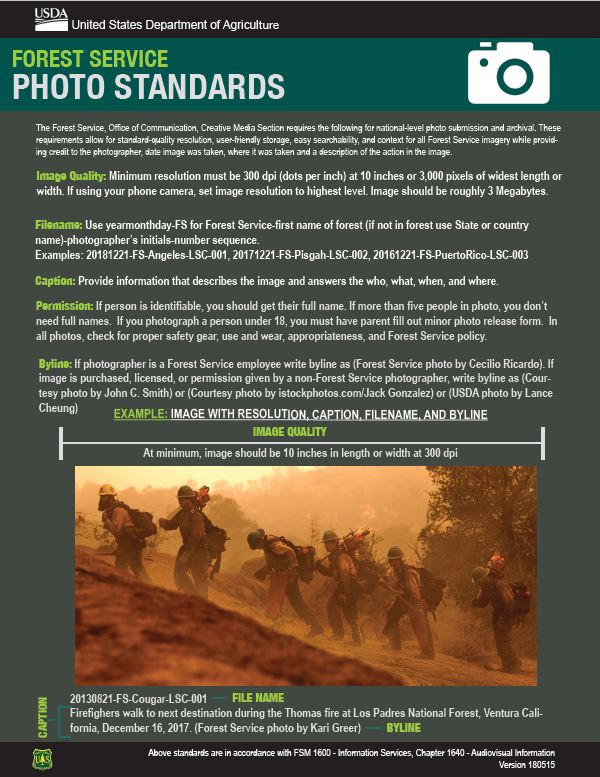 USDA
United States Department of Agriculture
FOREST SERVICE
PHOTO STANDARDS
The Forest Service, Office of Communication, Creative Media Section requires the following for national-level photo submission and archival. These
requirements allow for standard-quality resolution, user-friendly storage, easy searchability, and context for all Forest Service imagery while provid-
ing credit to the photographer, date image was taken, where it was taken and a description of the action in the image.
Image Quality: Minimum resolution must be 300 dpi (dots per inch) at 10 inches or 3,000 pixels of widest length or
width. If using your phone camera, set image resolution to highest level. Image should be roughly 3 Megabytes.
Filename: Use yearmonthday-FS for Forest Service-first name of forest (if not in forest use State or country
name)-photographer's initials-number sequence.
Examples: 20181221-FS-Angeles-LSC-001, 20171221-FS-Pisgah-LSC-002, 20161221-FS-PuertoRico-LSC-003
Caption: Provide information that describes the image and answers the who, what, when, and where.
Permission: If person is identifiable, you should get their full name. If more than five people in photo, you don't
need full names. If you photograph a person under 18, you must have parent fill out minor photo release form. In
all photos, check for proper safety gear, use and wear, appropriateness, and Forest Service policy.
Byline: If photographer is a Forest Service employee write byline as (Forest Service photo by Cecilio Ricardo). If
image is purchased, licensed, or permission given by a non-Forest Service photographer, write byline as (Cour-
tesy photo by John C. Smith) or (Courtesy photo by istockphotos.com/Jack Gonzalez) or (USDA photo by Lance
Cheung)
EXAMPLE: IMAGE WITH RESOLUTION, CAPTION, FILENAME, AND BYLINE
IMAGE QUALITY
At minimum, image should be 10 inches in length or width at 300 dpi
20130821-FS-Cougar-LSC-001 FILE NAME
CAPTION
Firefighers walk to next destination during the Thomas fire at Los Padres National Forest, Ventura Cali-
fornia, December 16, 2017. (Forest Service photo by Kari Greer) BYLINE
Above standards are in accordance with FSM 1600 - Information Services, Chapter 1640 - Audiovisual Information
Version 180515